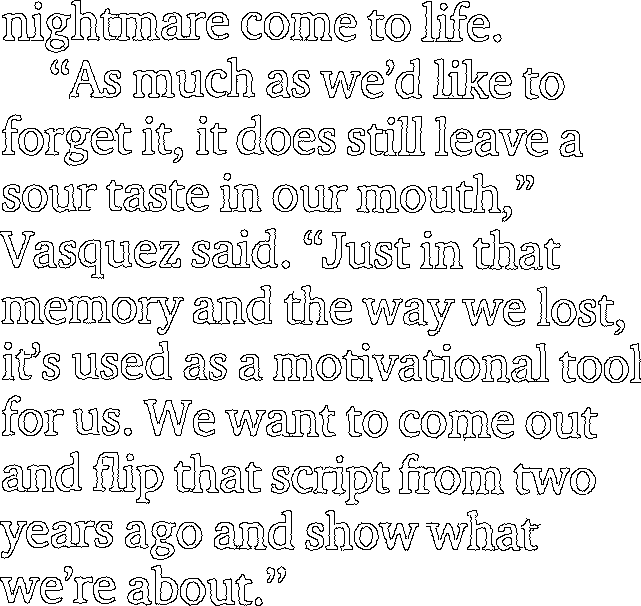 nightmare come to life.
“As much as we’d like to
forget it, it does still leave a
sour taste in our mouth,”
Vasquez said. “Just in that
memory and the way we lost,
it’s used as a motivational tool
for us. We want to come out
and flip that script from two
years ago and show what
we’re about.”